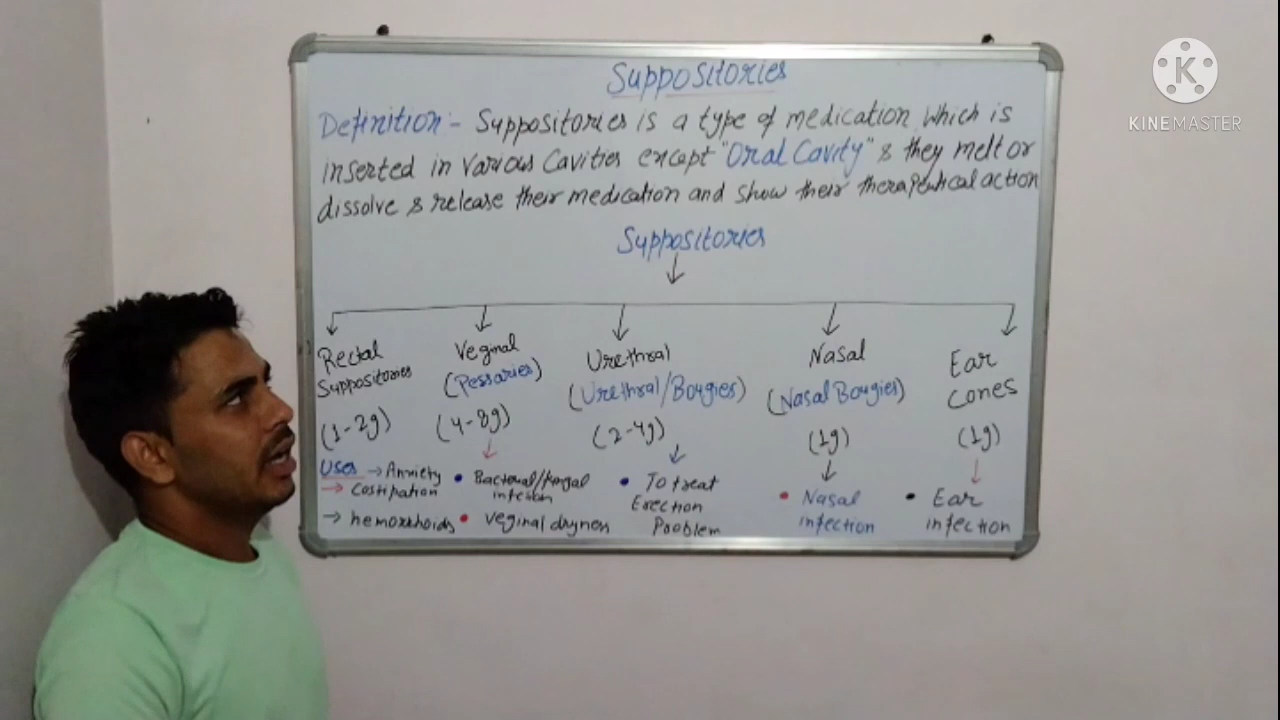 Suppositories
Definition:- Suppositories is a type of medication which is
inserted in various Cavities except "Oral Cavity" & they melt or
dissolve & release their medication and show their therapeutical action
Suppositories
Rectal
Suppositories
(1-2g)
Uses → Anxiety
→ Costipation
→ hemorrhoids
Veginal
(Pessaries)
(4-8g)
• Bacterial/fungal
infection
• veginal dryness
Urethral
(Urethral/Bougies)
(2-4g)
• To treat
Erection
Problem
Nasal
(Nasal Bougies)
(1g)
• Nasal
infection
Ear
Cones
(1g)
• Ear
infection
K
KINEMASTER